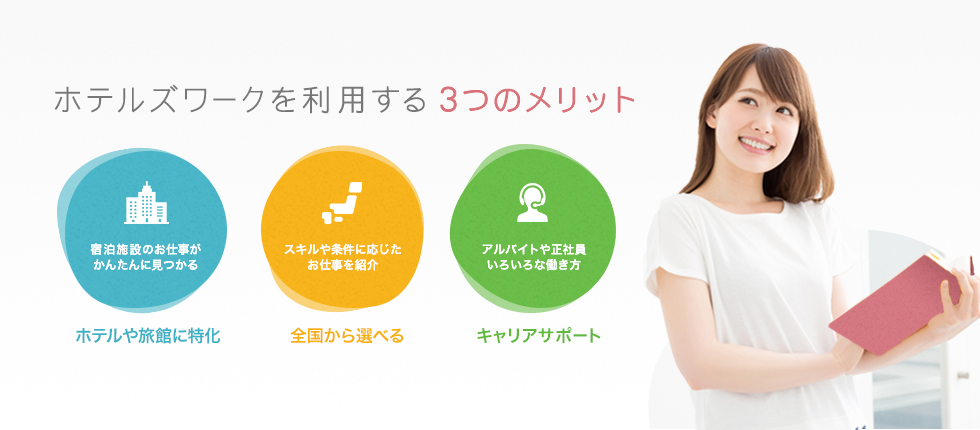 ホテルズワークを利用する 3つのメリット
宿泊施設のお仕事が
かんたんに見つかる
ホテルや旅館に特化
スキルや条件に応じた
お仕事を紹介
全国から選べる
アルバイトや正社員
いろいろな働き方
キャリアサポート